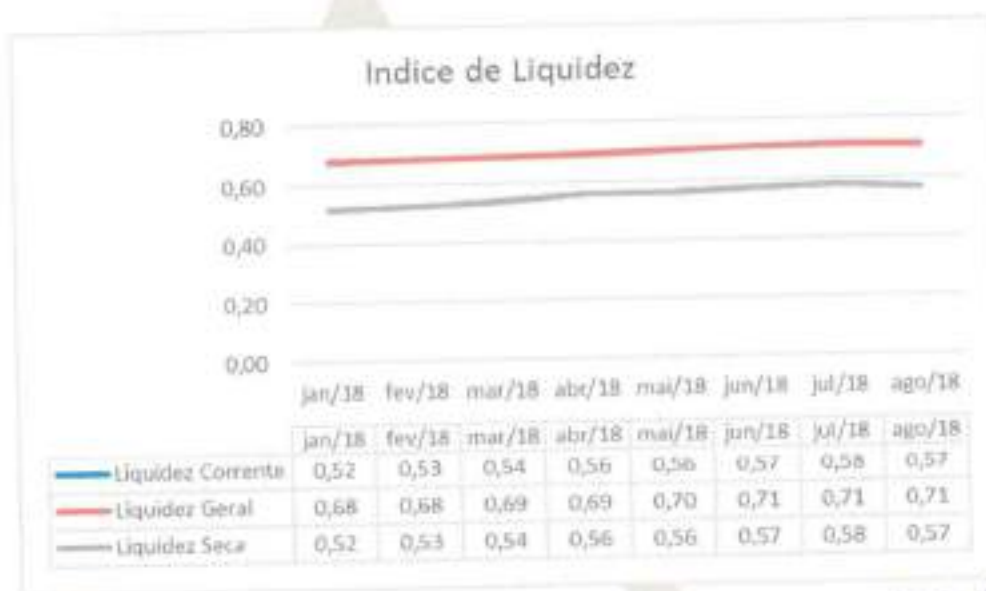 Indice de Liquidez
0,80
0,60
0,40
0,20
0,00
jan/18 fev/18 mar/18 abr/18 mai/18 jun/18 jul/18 ago/18
jan/18 fev/18 mar/18 abr/18 mai/18 jun/18 jul/18 ago/18
Liquidez Corrente 0,52 0,53 0,54 0,56 0,56 0,57 0,58 0,57
Liquidez Geral 0,68 0,68 0,69 0,69 0,70 0,71 0,71 0,71
Liquidez Seca 0,52 0,53 0,54 0,56 0,56 0,57 0,58 0,57